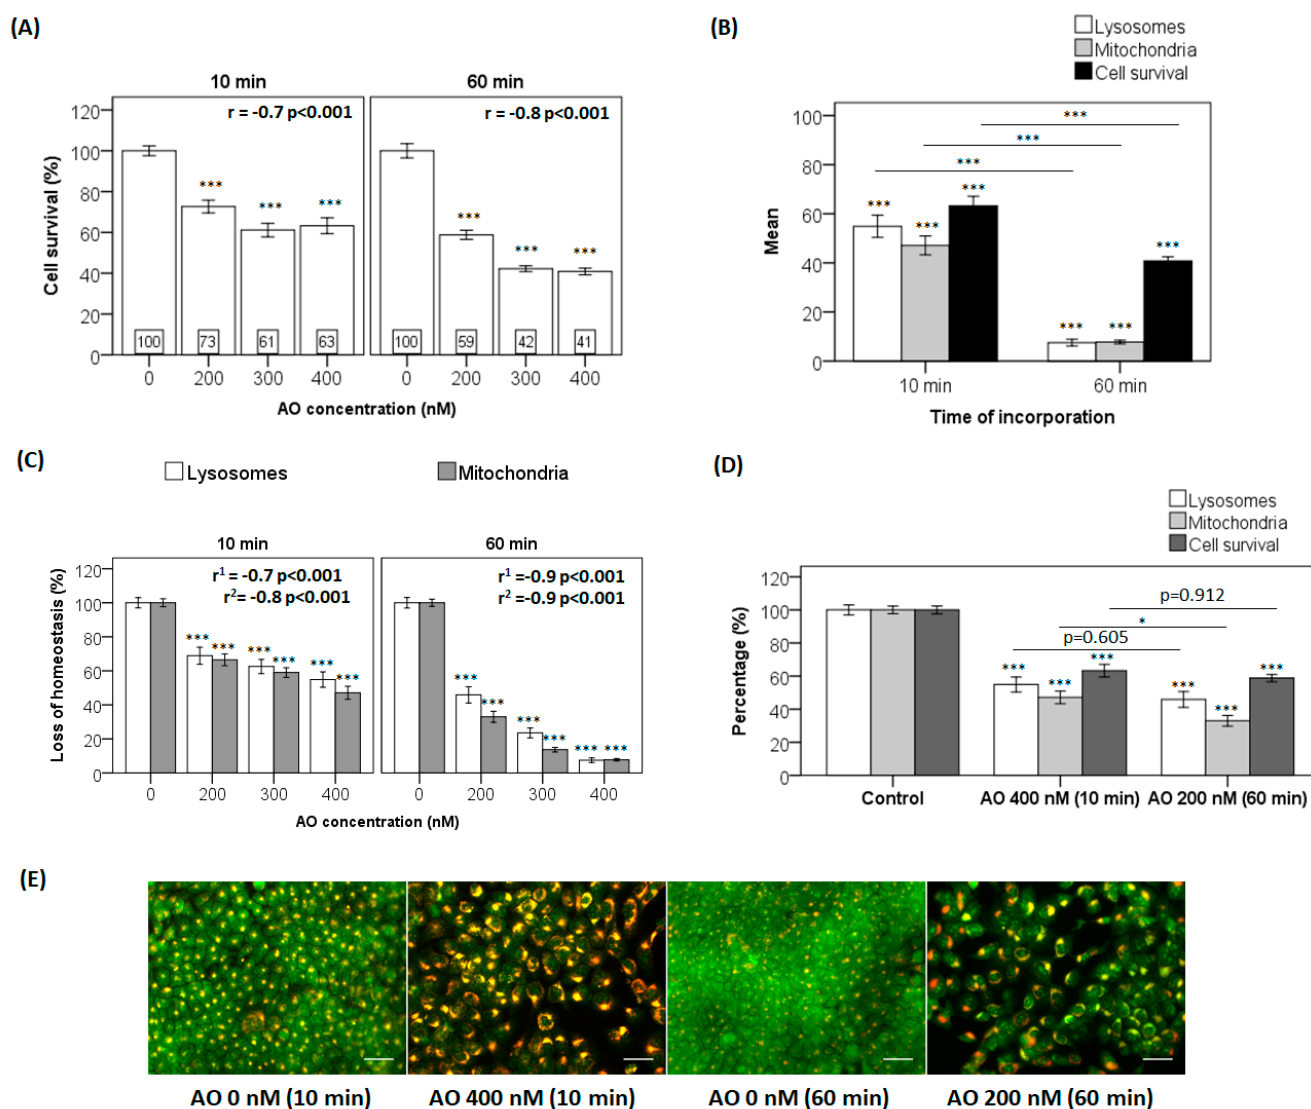 (A)
10 min
60 min
r = -0.7 p<0.001
r = -0.8 p<0.001
Cell survival (%)
120
100
80
60
40
20
0
***
***
***
***
***
***
100
73
61
63
100
59
42
41
0
200
300
400
0
200
300
400
AO concentration (nM)
(B)
Lysosomes
Mitochondria
Cell survival
Mean
100
80
60
40
20
0
***
***
***
***
***
***
***
***
***
10 min
60 min
Time of incorporation
(C)
Lysosomes
Mitochondria
10 min
60 min
r¹ = -0.7 p<0.001
r²= -0.8 p<0.001
r¹ =-0.9 p<0.001
r² =-0.9 p<0.001
Loss of homeostasis (%)
120
100
80
60
40
20
0
***
***
***
***
***
***
***
***
***
***
***
***
0
200
300
400
0
200
300
400
AO concentration (nM)
(D)
Lysosomes
Mitochondria
Cell survival
Percentage (%)
120
100
80
60
40
20
0
p=0.912
*
p=0.605
***
***
***
***
***
***
Control
AO 400 nM (10 min)
AO 200 nM (60 min)
(E)
AO 0 nM (10 min)
AO 400 nM (10 min)
AO 0 nM (60 min)
AO 200 nM (60 min)